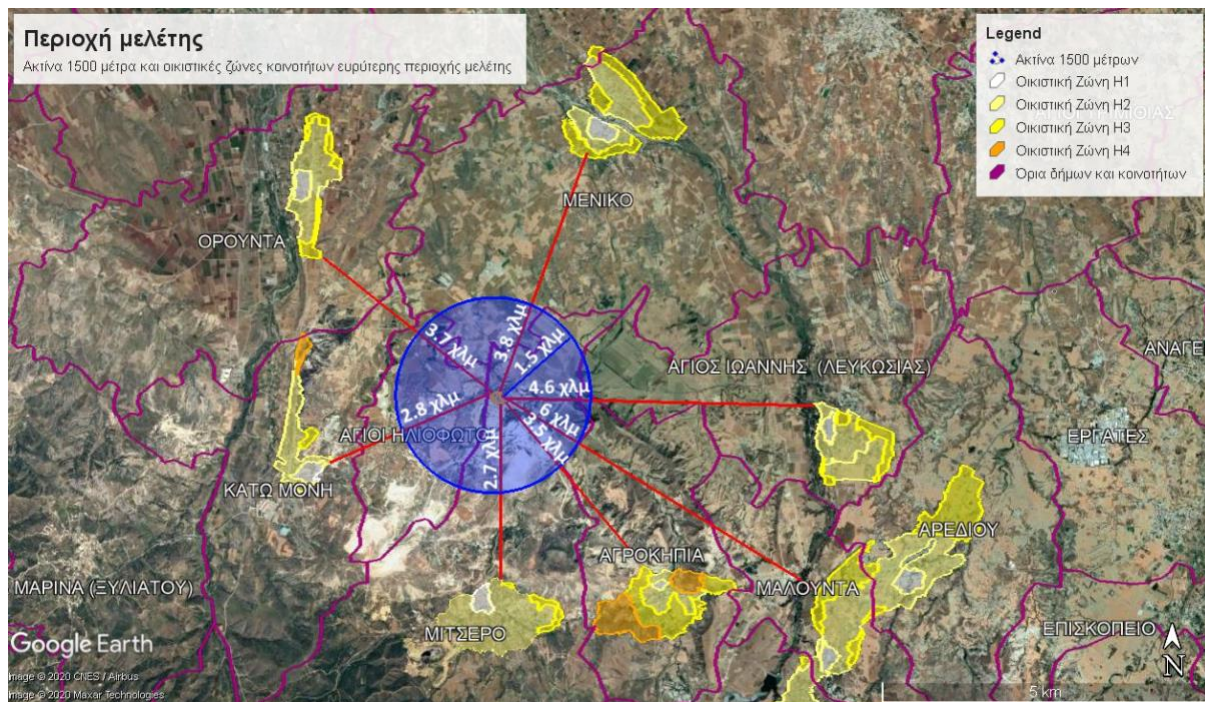 Περιοχή μελέτης
Ακτίνα 1500 μέτρα και οικιστικές ζώνες κοινοτήτων ευρύτερης περιοχής μελέτης
Legend
Ακτίνα 1500 μέτρων
Οικιστική Ζώνη Η1
Οικιστική Ζώνη Η2
Οικιστική Ζώνη Η3
Οικιστική Ζώνη Η4
Όρια δήμων και κοινοτήτων
ΜΕΝΙΚΟ
ΟΡΟΥΝΤΑ
3.7 χλμ
3.8 χλμ
1.5 χλμ
ΑΝΑΓΕ
ΑΓΙΟΣ ΙΩΑΝΝΗΣ (ΛΕΥΚΩΣΙΑΣ)
4.6 χλμ
2.8 χλμ
6 χλμ
3.5 χλμ
2.7 χλμ
ΑΓΙΟΙ ΗΛΙΟΦΩΤΟΙ
ΕΡΓΑΤΕΣ
ΚΑΤΩ ΜΟΝΗ
ΑΡΕΔΙΟΥ
ΑΓΡΟΚΗΠΙΑ
ΜΑΡΙΝΑ (ΞΥΛΙΑΤΟΥ)
ΜΑΛΟΥΝΤΑ
ΜΙΤΣΕΡΟ
ΕΠΙΣΚΟΠΕΙΟ
Google Earth
N
Image © 2020 CNES / Airbus
Image © 2020 Maxar Technologies
5 km